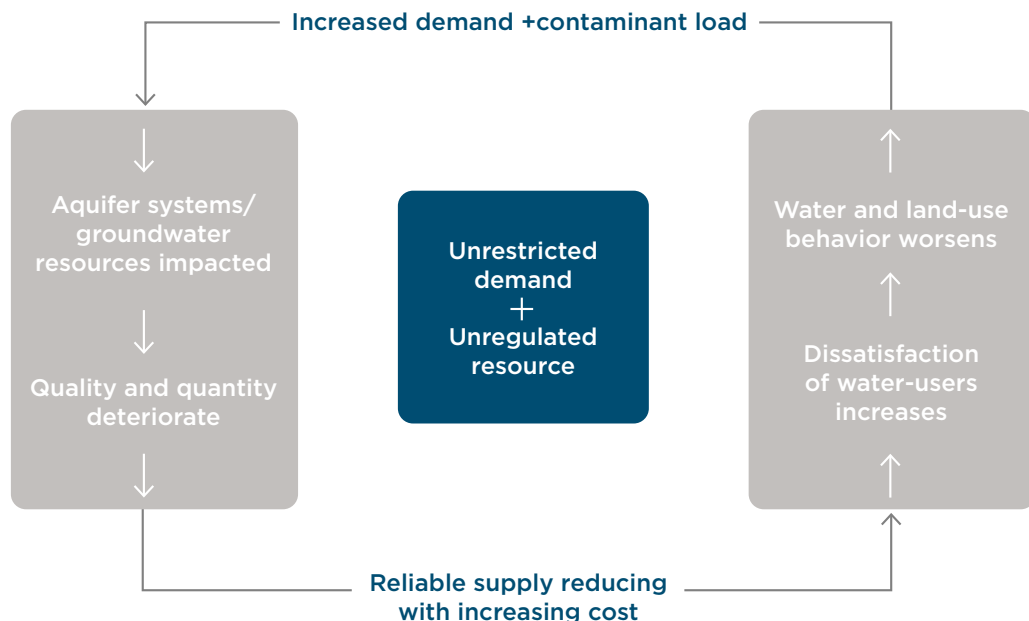 Increased demand +contaminant load
Aquifer systems/
groundwater
resources impacted
Quality and quantity
deteriorate
Unrestricted
demand
+
Unregulated
resource
Water and land-use
behavior worsens
Dissatisfaction
of water-users
increases
Reliable supply reducing
with increasing cost